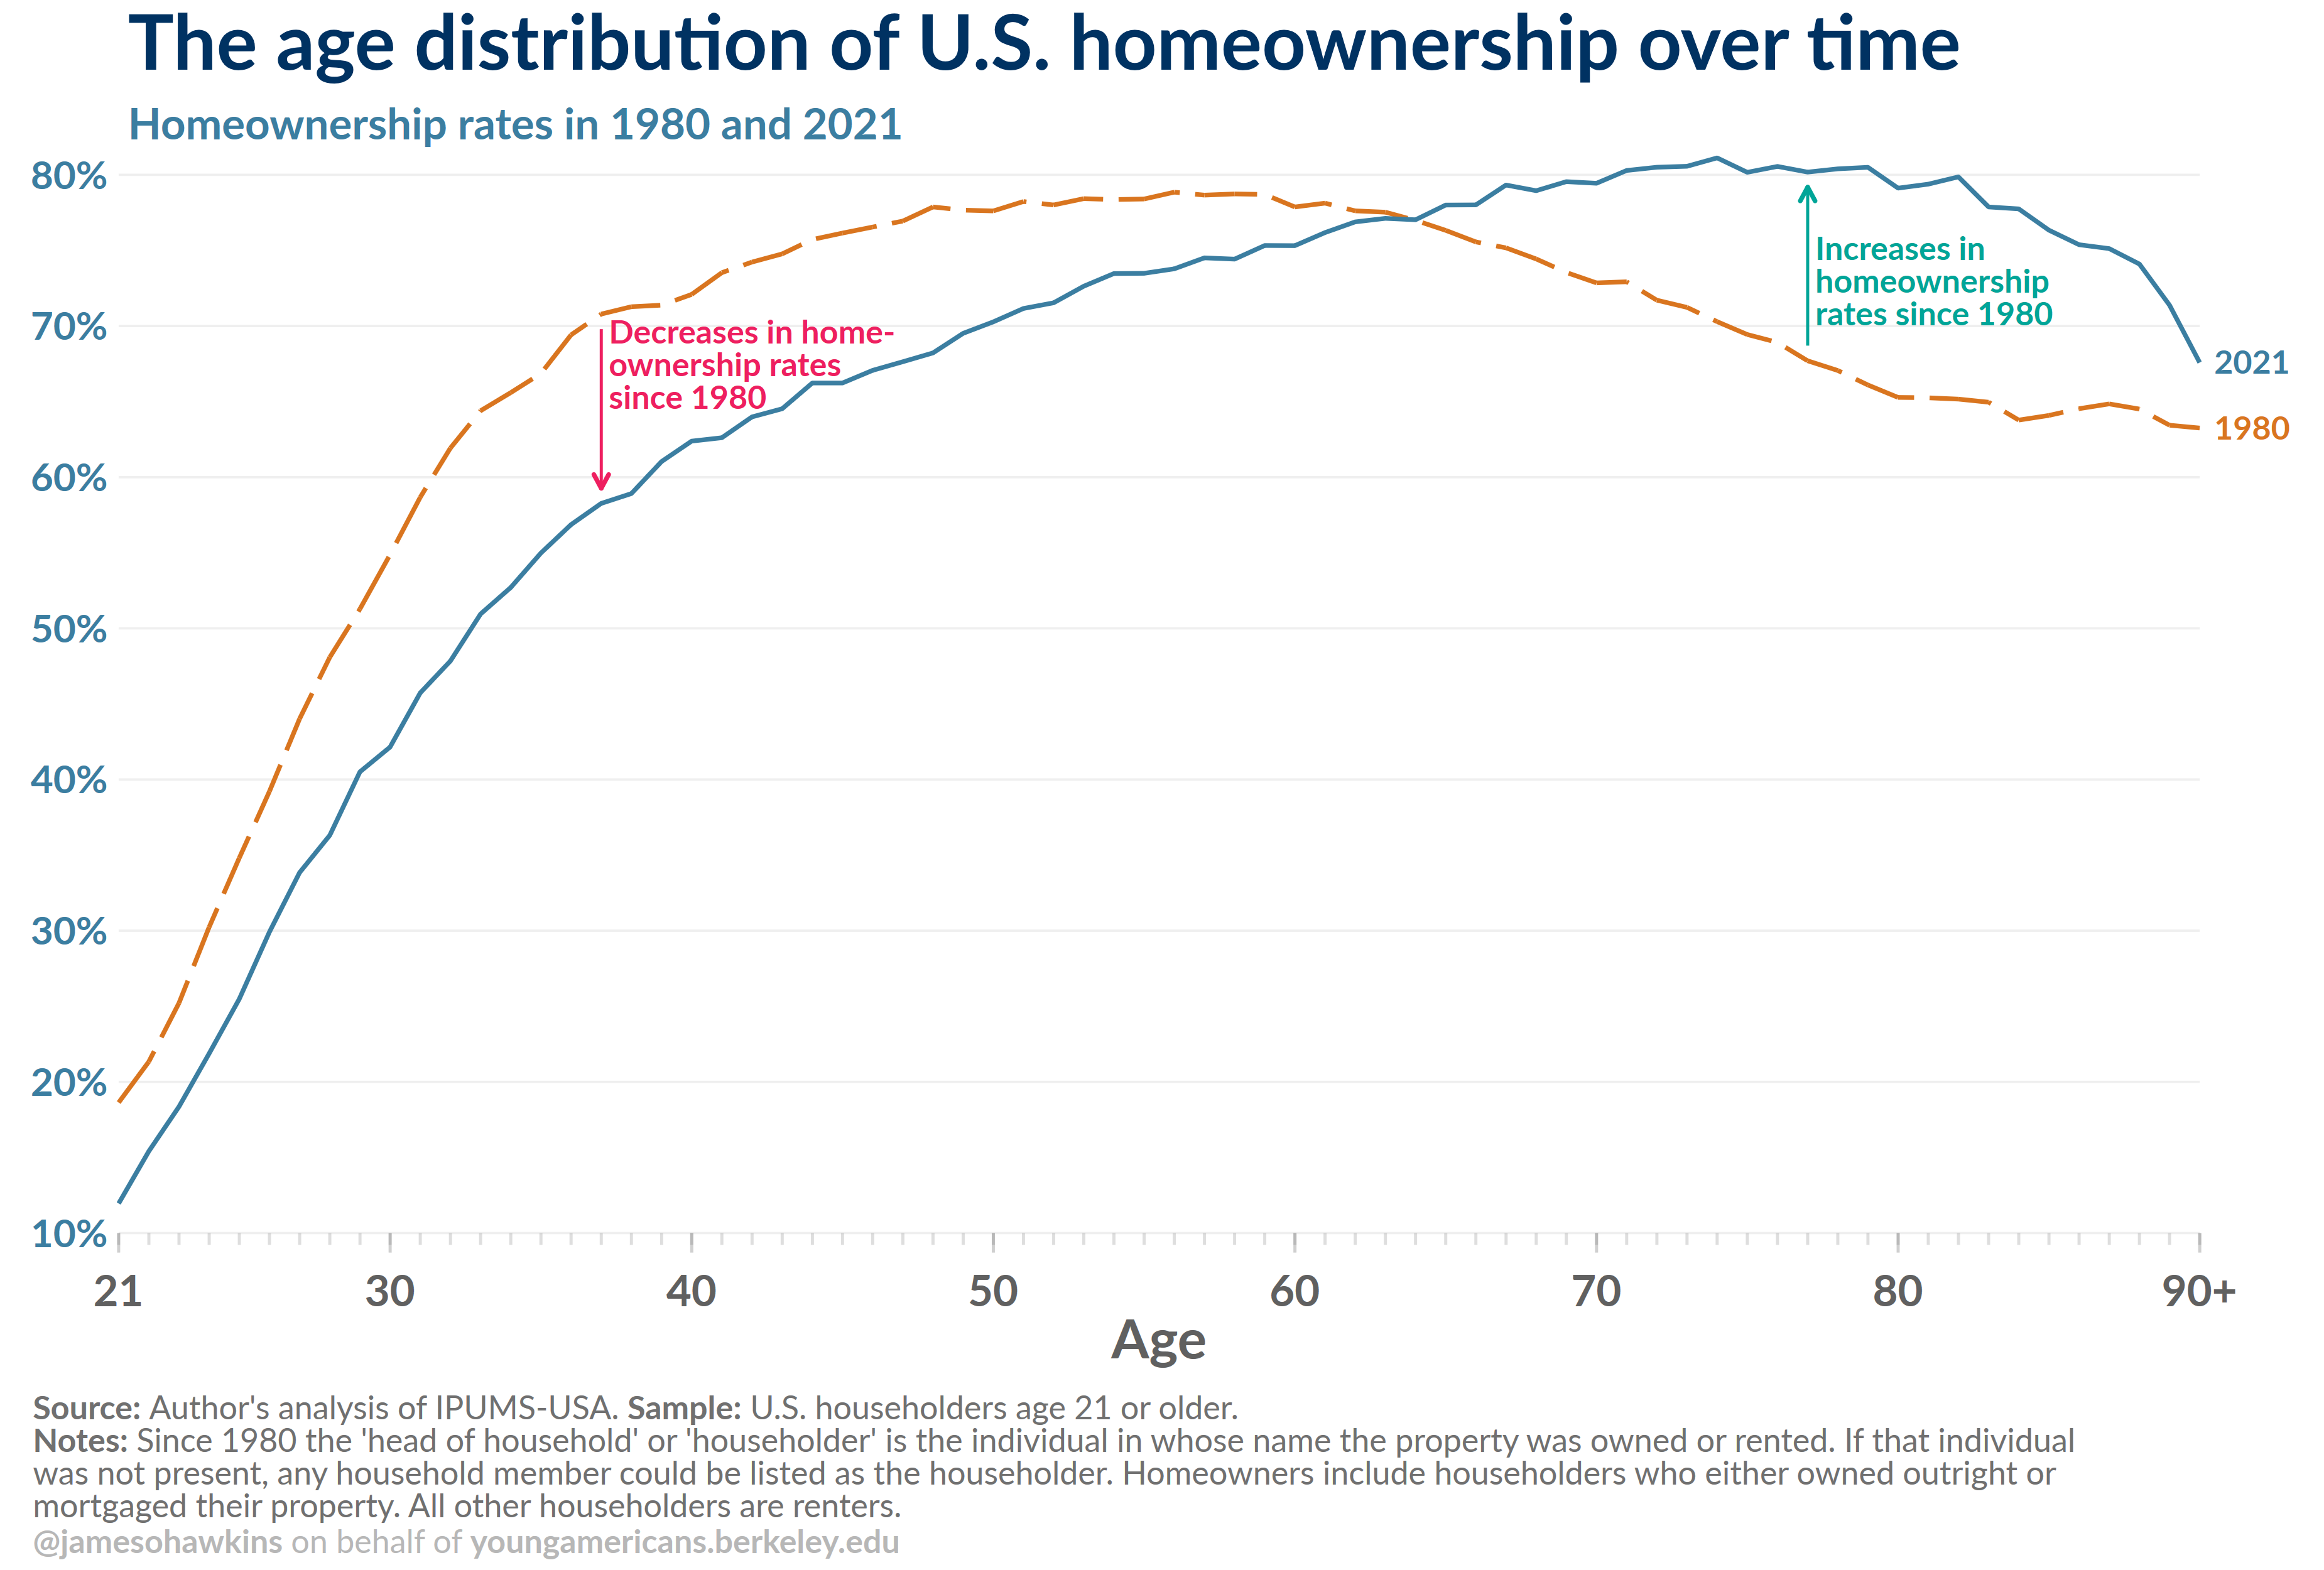 The age distribution of U.S. homeownership over time
Homeownership rates in 1980 and 2021
80%
70%
60%
50%
40%
30%
20%
10%
Decreases in home-
ownership rates
since 1980
Increases in
homeownership
rates since 1980
2021
1980
21 30 40 50 60 70 80 90+
Age
Source: Author's analysis of IPUMS-USA. Sample: U.S. householders age 21 or older.
Notes: Since 1980 the 'head of household' or 'householder' is the individual in whose name the property was owned or rented. If that individual
was not present, any household member could be listed as the householder. Homeowners include householders who either owned outright or
mortgaged their property. All other householders are renters.
@jamesohawkins on behalf of youngamericans.berkeley.edu